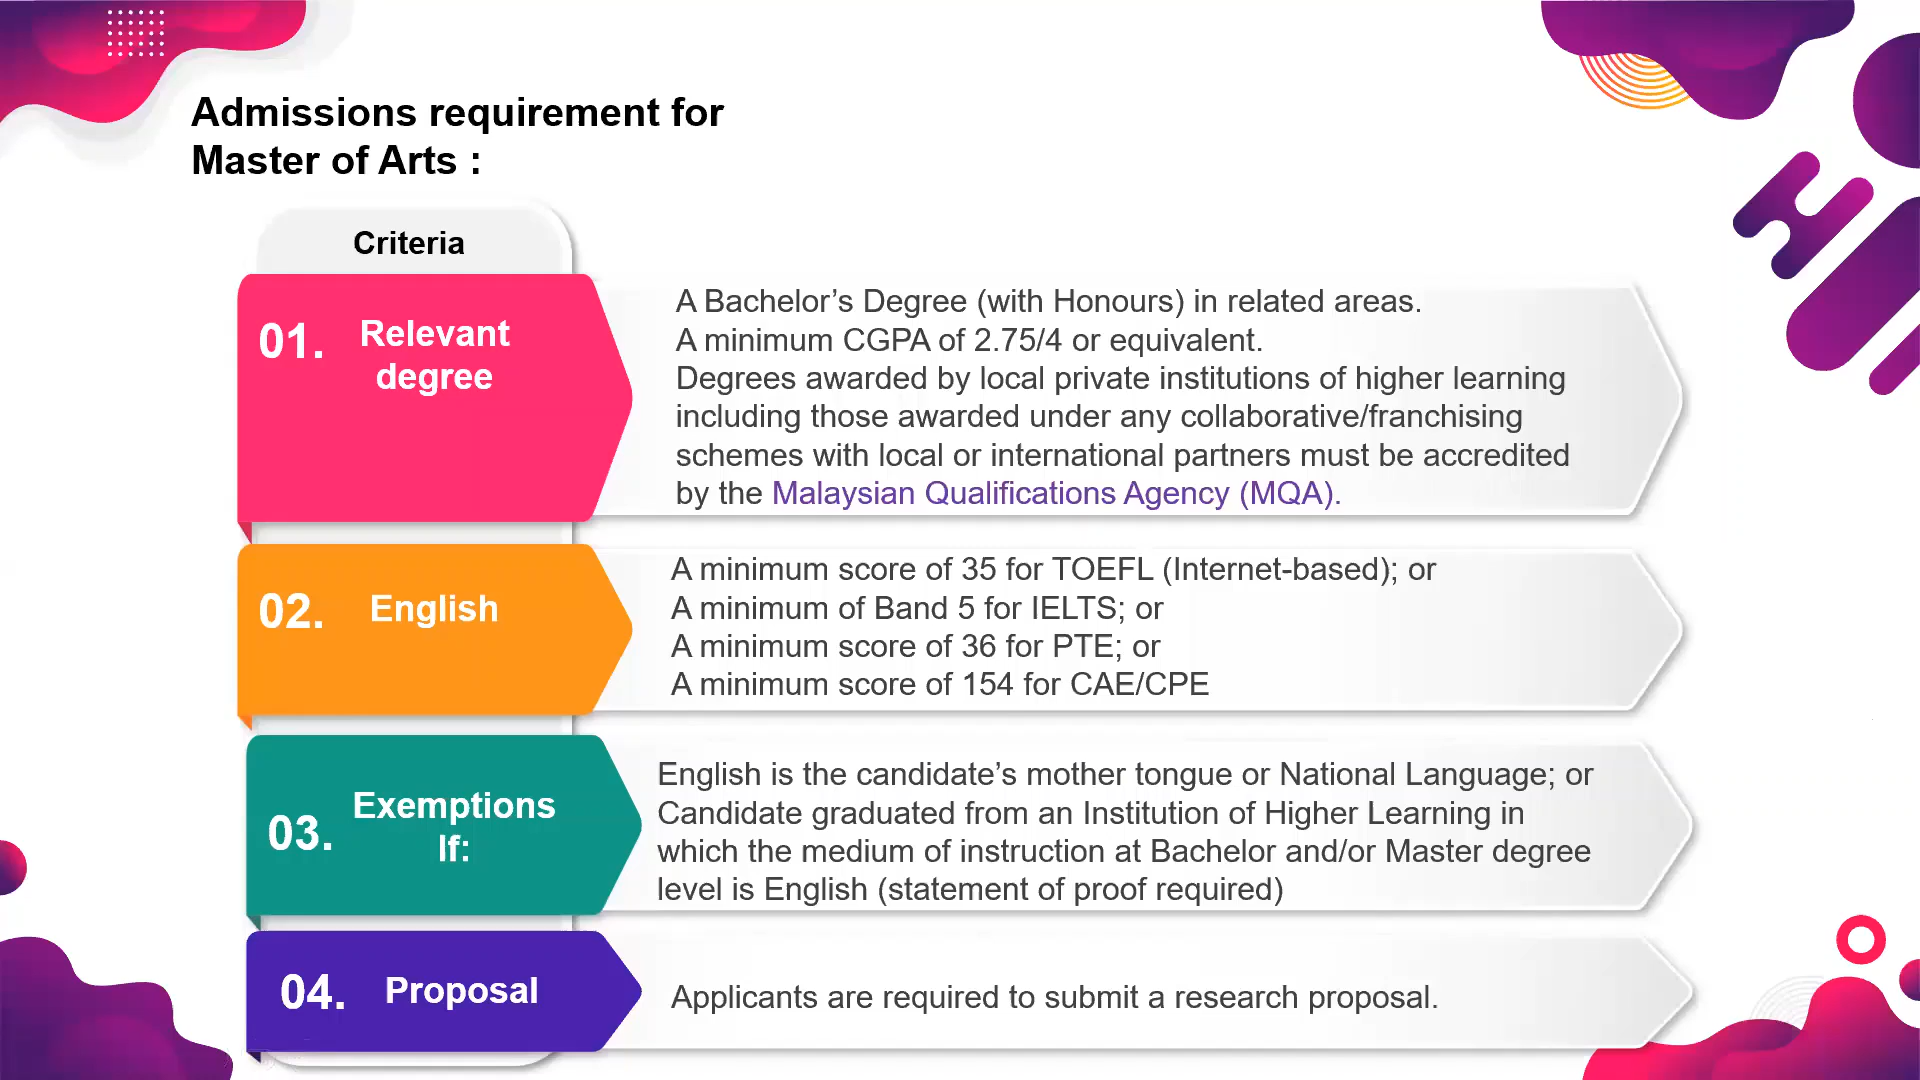 Admissions requirement for
Master of Arts :
Criteria
01.
Relevant
degree
A Bachelor’s Degree (with Honours) in related areas.
A minimum CGPA of 2.75/4 or equivalent.
Degrees awarded by local private institutions of higher learning
including those awarded under any collaborative/franchising
schemes with local or international partners must be accredited
by the Malaysian Qualifications Agency (MQA).
02.
English
A minimum score of 35 for TOEFL (Internet-based); or
A minimum of Band 5 for IELTS; or
A minimum score of 36 for PTE; or
A minimum score of 154 for CAE/CPE
03.
Exemptions
If:
English is the candidate’s mother tongue or National Language; or
Candidate graduated from an Institution of Higher Learning in
which the medium of instruction at Bachelor and/or Master degree
level is English (statement of proof required)
04.
Proposal
Applicants are required to submit a research proposal.